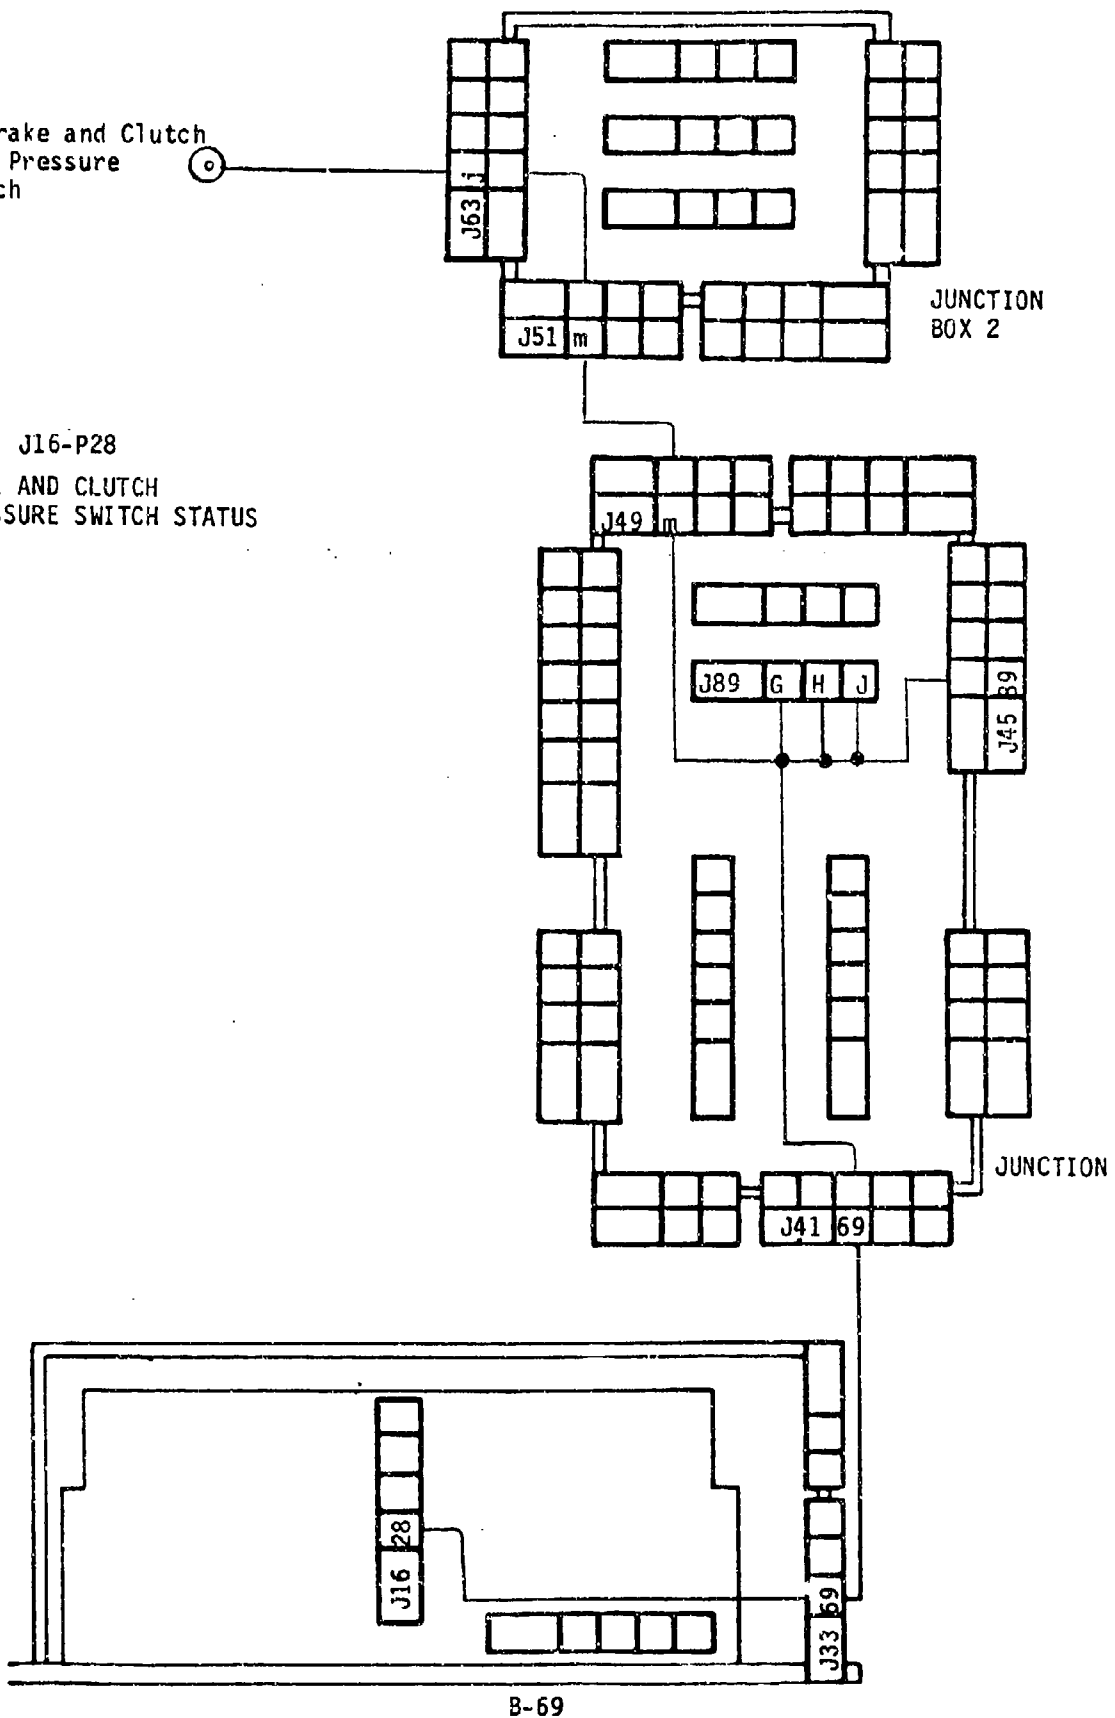 rake and Clutch
Pressure
ch
j
J63
JUNCTION
BOX 2
J51 m
J16-P28
AND CLUTCH
SSURE SWITCH STATUS
J49 m
J89 G H J
89
J45
JUNCTION
J41 69
28
J16
69
J33
B-69